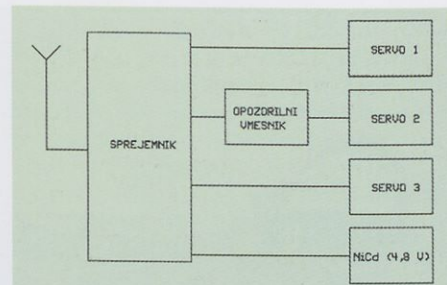 SERVO 1
OPOZORILNI
VMESNIK
SERVO 2
SPREJEMNIK
SERVO 3
NiCd (4,8 V)